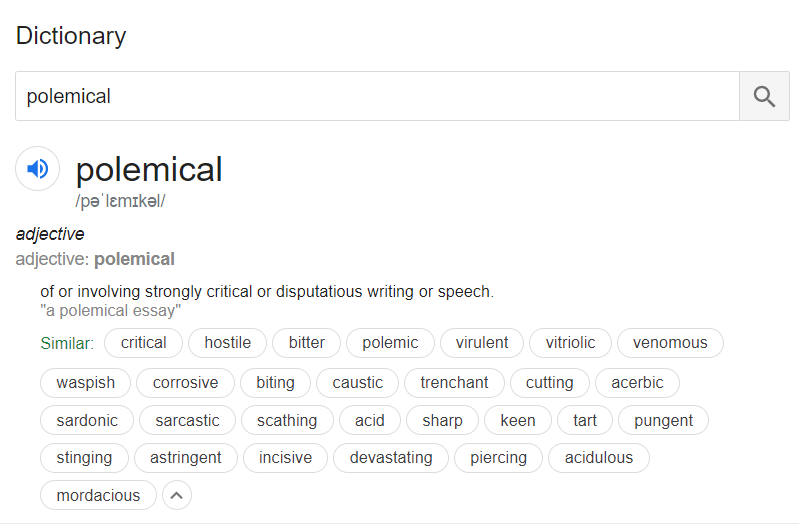 Dictionary
polemical
polemical
/pəˈlɛmɪkəl/
adjective
adjective: polemical
of or involving strongly critical or disputatious writing or speech.
"a polemical essay"
Similar: critical hostile bitter polemic virulent vitriolic venomous
waspish corrosive biting caustic trenchant cutting acerbic
sardonic sarcastic scathing acid sharp keen tart pungent
stinging astringent incisive devastating piercing acidulous
mordacious